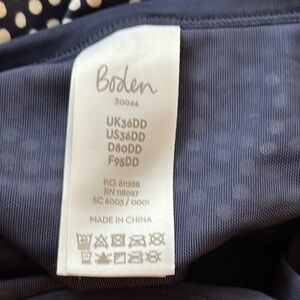 Boden
S0044
UK36DD
US36DD
D80DD
F95DD
P.O. 611288
RN 118027
SC 6003 / 0001
MADE IN CHINA